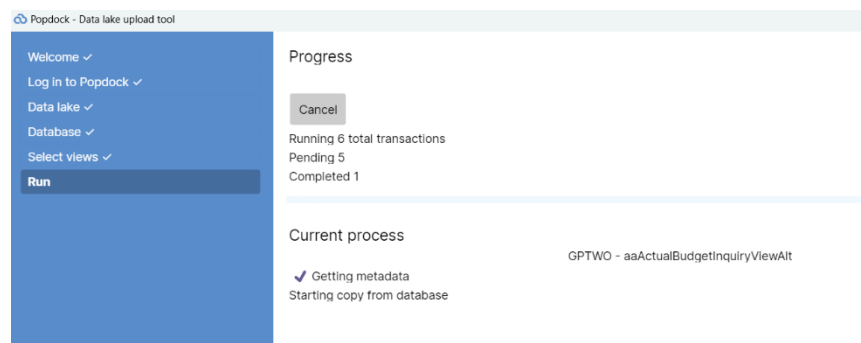 Popdock - Data lake upload tool
Welcome ✓
Log in to Popdock ✓
Data lake ✓
Database ✓
Select views ✓
Run
Progress
Cancel
Running 6 total transactions
Pending 5
Completed 1
Current process
GPTWO - aaActualBudgetInquiryViewAlt
✓ Getting metadata
Starting copy from database